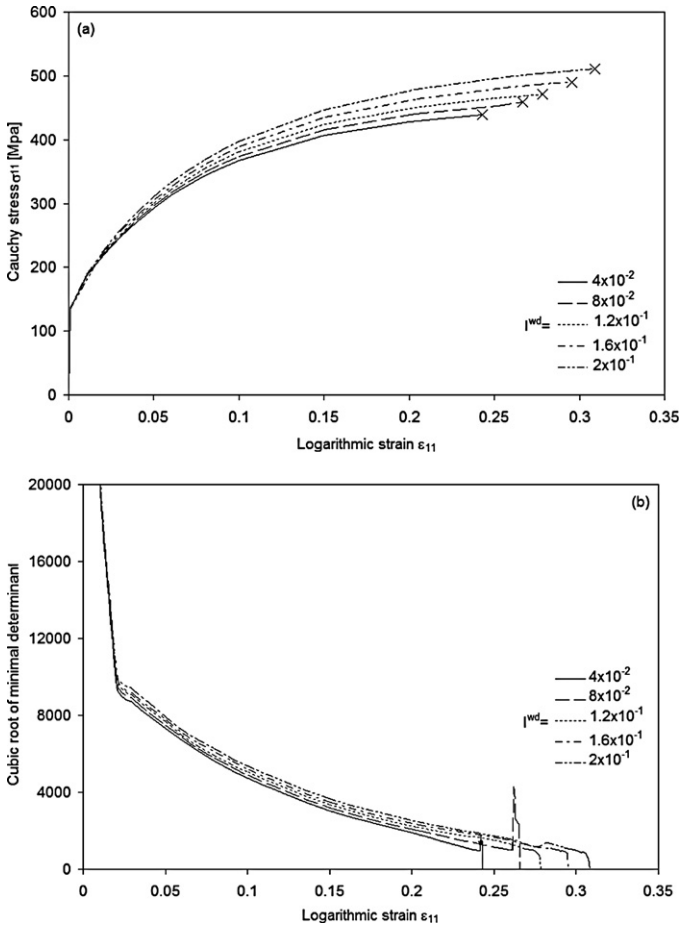 600
(a)
500
400
300
200
100
0
Cauchy stress σ11 [Mpa]
4x10-2
8x10-2
Iwd= 1.2x10-1
1.6x10-1
2x10-1
0 0.05 0.1 0.15 0.2 0.25 0.3 0.35
Logarithmic strain ε11
20000
(b)
16000
12000
8000
4000
0
Cubic root of minimal determinanl
4x10-2
8x10-2
Iwd= 1.2x10-1
1.6x10-1
2x10-1
0 0.05 0.1 0.15 0.2 0.25 0.3 0.35
Logarithmic strain ε11